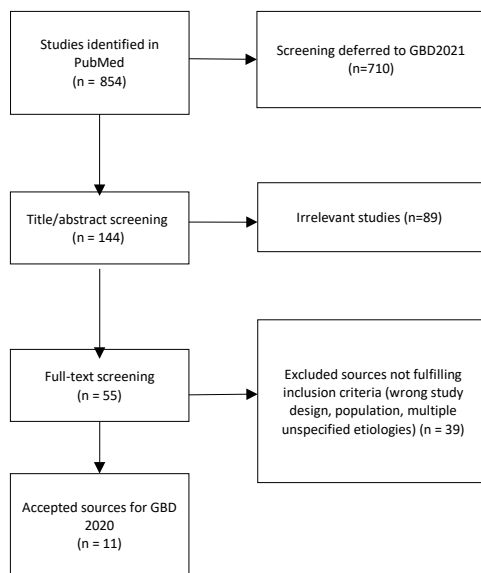 Studies identified in
PubMed
(n = 854)
Screening deferred to GBD2021
(n=710)
Title/abstract screening
(n = 144)
Irrelevant studies (n=89)
Full-text screening
(n = 55)
Excluded sources not fulfilling
inclusion criteria (wrong study
design, population, multiple
unspecified etiologies) (n = 39)
Accepted sources for GBD
2020
(n = 11)